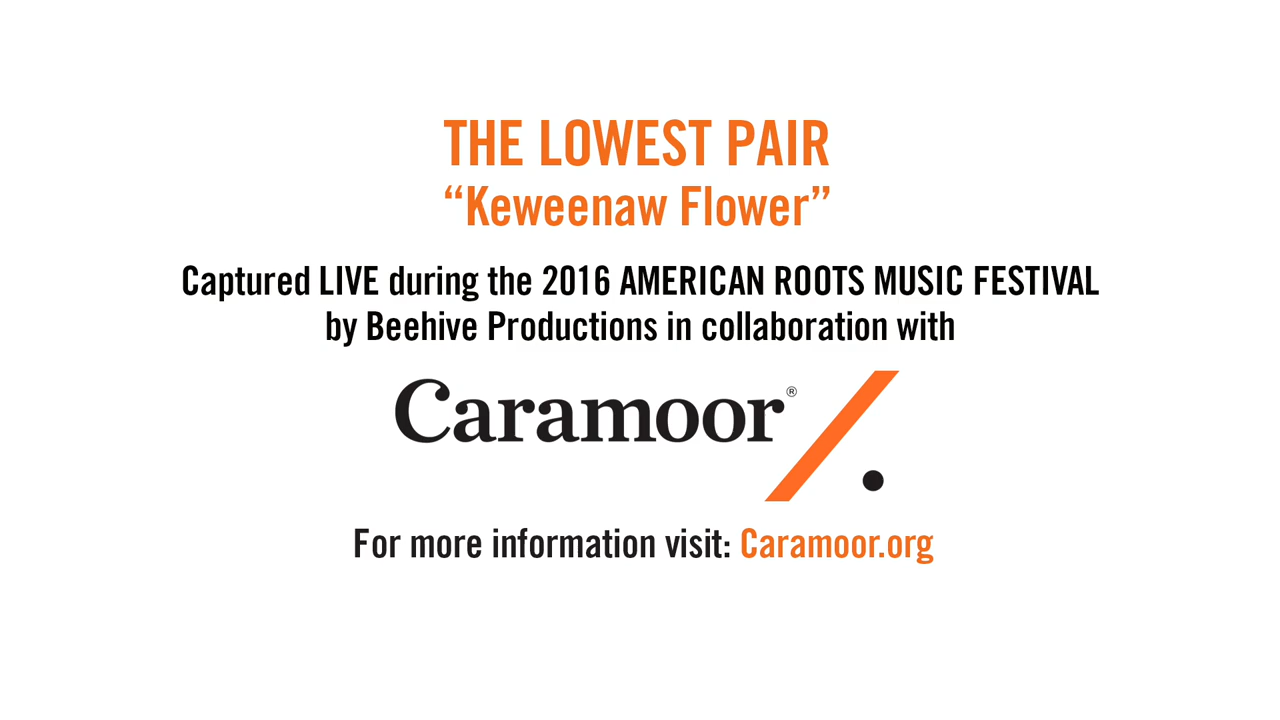 THE LOWEST PAIR
“Keweenaw Flower”
Captured LIVE during the 2016 AMERICAN ROOTS MUSIC FESTIVAL
by Beehive Productions in collaboration with
Caramoor®
For more information visit: Caramoor.org